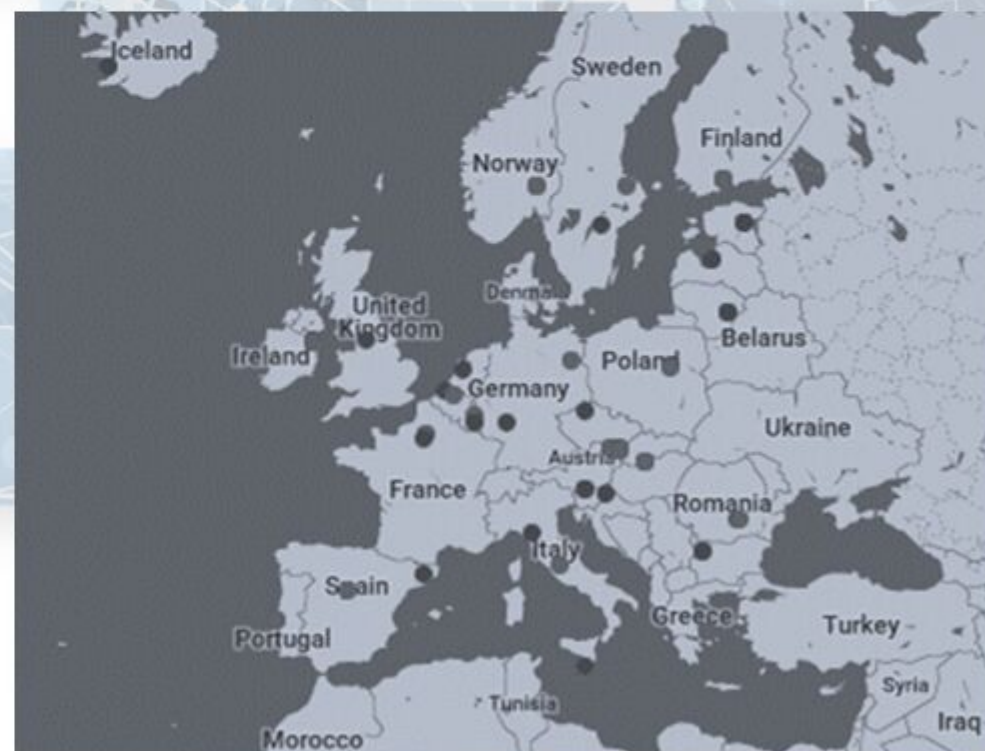 Iceland
Sweden
Finland
Norway
United
Kingdom
Ireland
Belarus
Poland
Germany
Ukraine
Austria
France
Romania
Italy
Spain
Greece
Turkey
Portugal
Syria
Tunisia
Iraq
Morocco